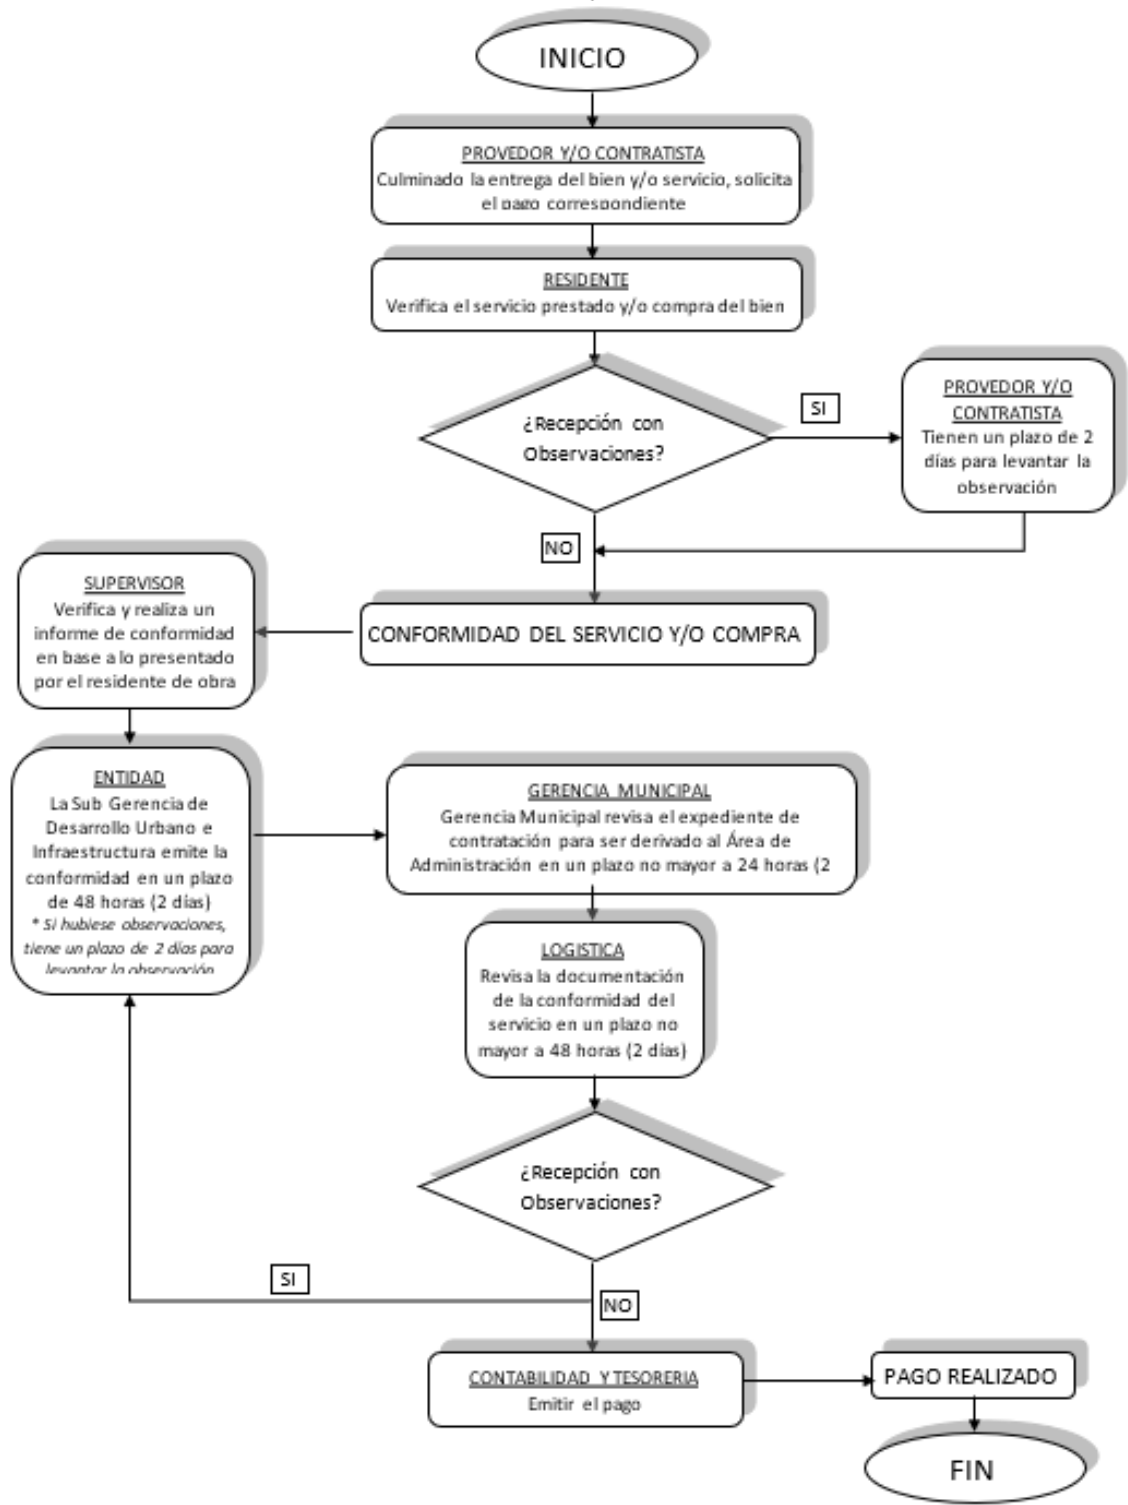 INICIO
PROVEDOR Y/O CONTRATISTA
Culminado la entrega del bien y/o servicio, solicita
el pago correspondiente
RESIDENTE
Verifica el servicio prestado y/o compra del bien
¿Recepción con
Observaciones?
SI
PROVEDOR Y/O
CONTRATISTA
Tienen un plazo de 2
días para levantar la
observación
NO
CONFORMIDAD DEL SERVICIO Y/O COMPRA
SUPERVISOR
Verifica y realiza un
informe de conformidad
en base a lo presentado
por el residente de obra
ENTIDAD
La Sub Gerencia de
Desarrollo Urbano e
Infraestructura emite la
conformidad en un plazo
de 48 horas (2 días)
* Si hubiese observaciones,
tiene un plazo de 2 días para
levantar la observación
GERENCIA MUNICIPAL
Gerencia Municipal revisa el expediente de
contratación para ser derivado al Área de
Administración en un plazo no mayor a 24 horas (2
LOGISTICA
Revisa la documentación
de la conformidad del
servicio en un plazo no
mayor a 48 horas (2 días)
¿Recepción con
Observaciones?
SI
NO
CONTABILIDAD Y TESORERIA
Emitir el pago
PAGO REALIZADO
FIN